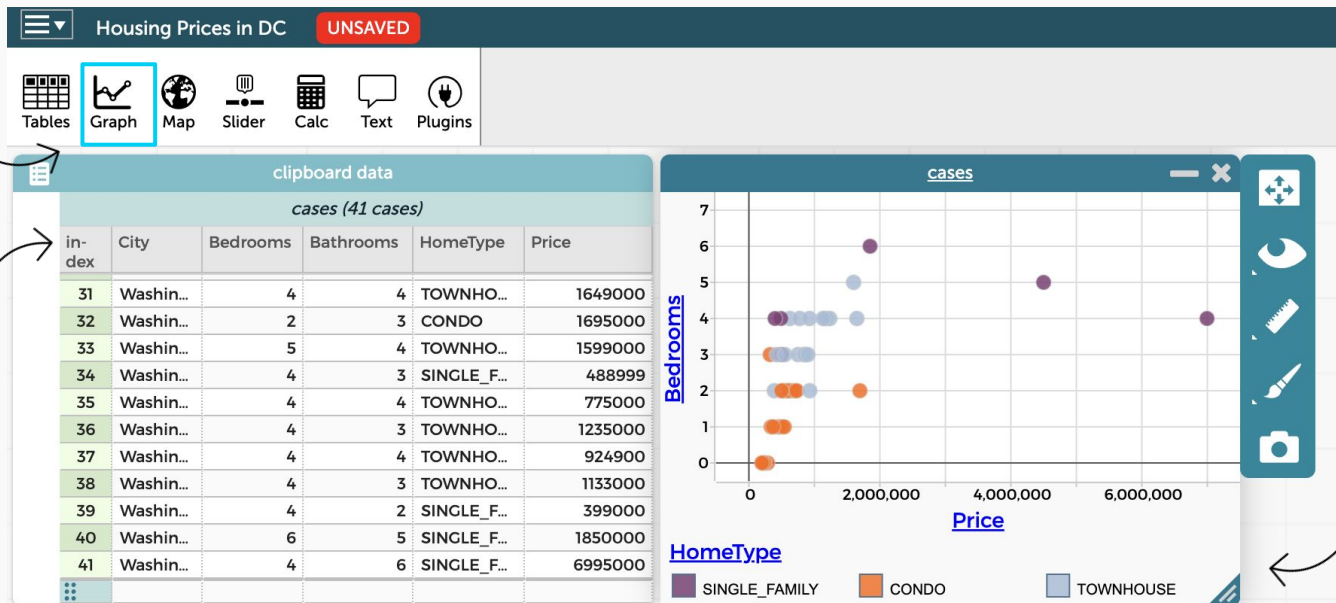 Housing Prices in DC UNSAVED
Tables Graph Map Slider Calc Text Plugins
clipboard data
cases (41 cases)
in-dex City Bedrooms Bathrooms HomeType Price
31 Washin... 4 4 TOWNHO... 1649000
32 Washin... 2 3 CONDO 1695000
33 Washin... 5 4 TOWNHO... 1599000
34 Washin... 4 3 SINGLE_F... 488999
35 Washin... 4 4 TOWNHO... 775000
36 Washin... 4 3 TOWNHO... 1235000
37 Washin... 4 4 TOWNHO... 924900
38 Washin... 4 3 TOWNHO... 1133000
39 Washin... 4 2 SINGLE_F... 399000
40 Washin... 6 5 SINGLE_F... 1850000
41 Washin... 4 6 SINGLE_F... 6995000
cases
7
6
5
4
3
2
1
0
Bedrooms
0 2,000,000 4,000,000 6,000,000
Price
HomeType
SINGLE_FAMILY CONDO TOWNHOUSE